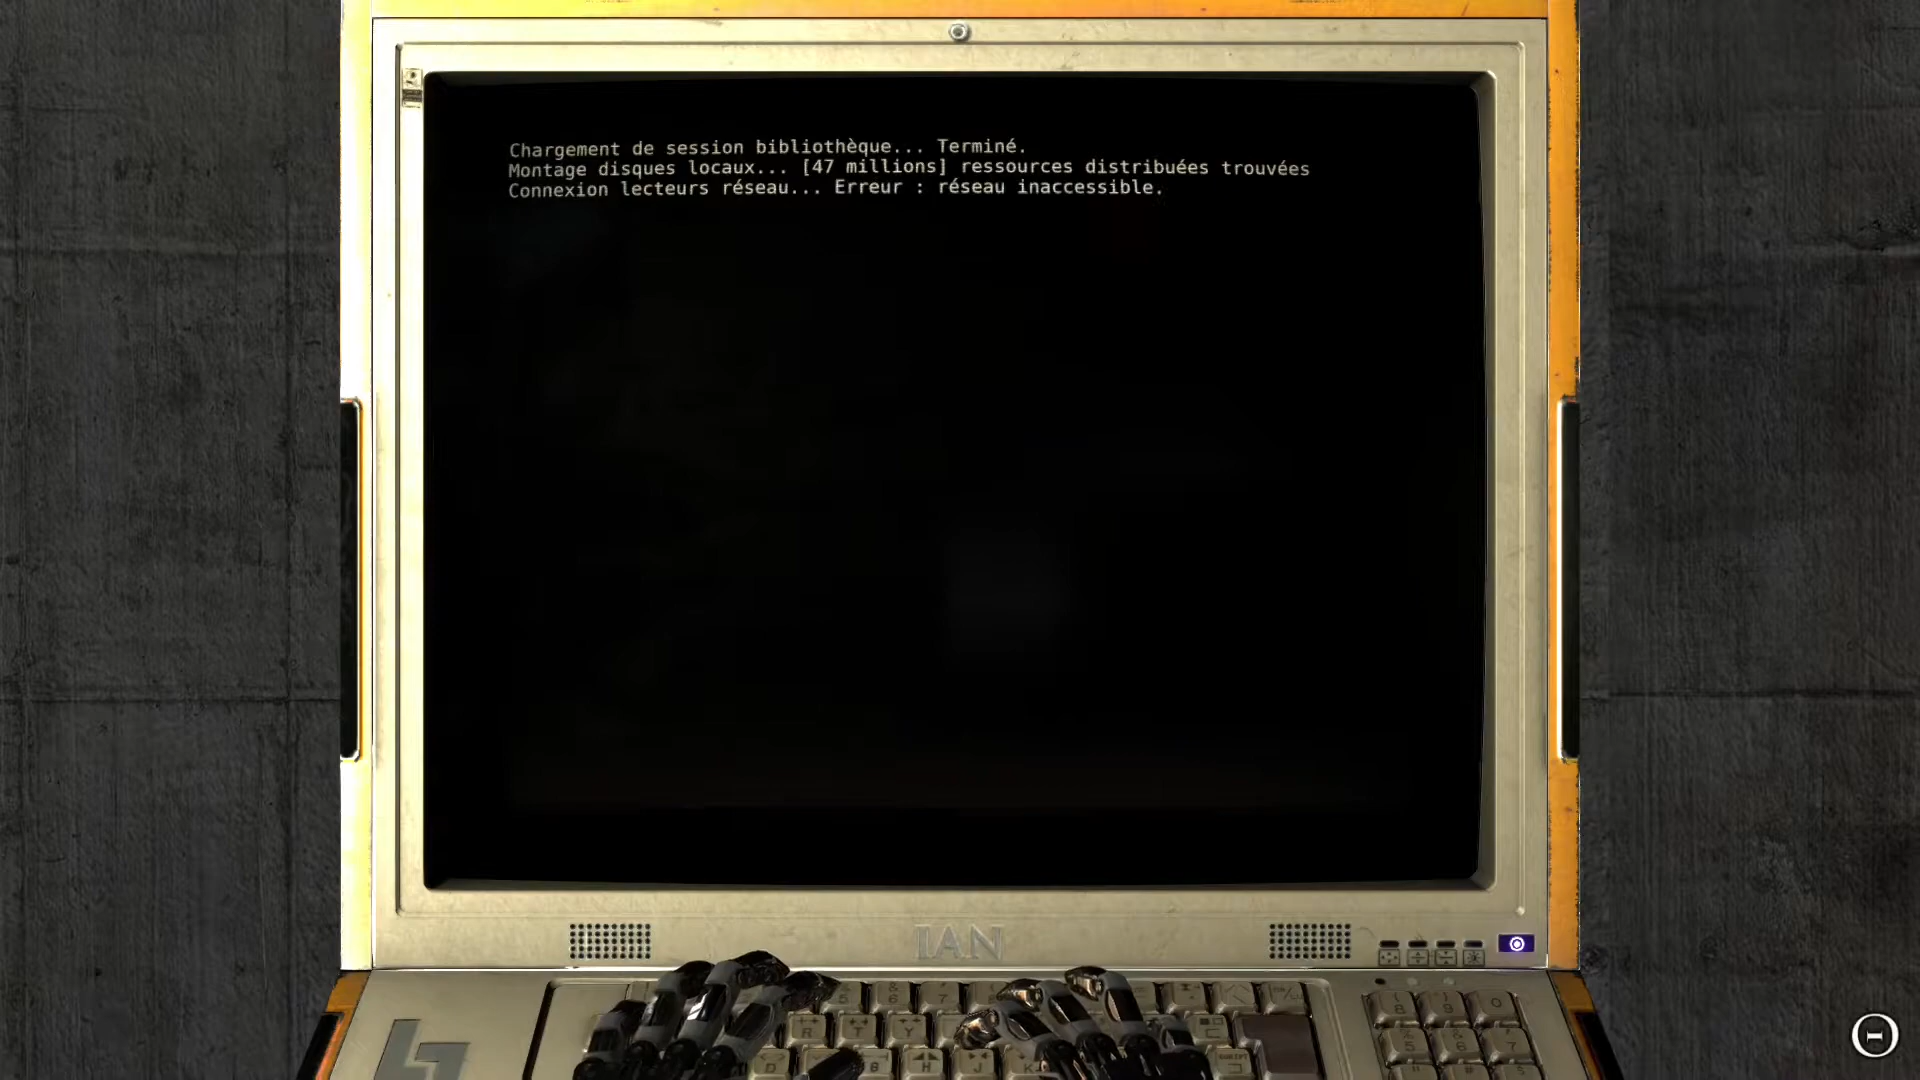 Chargement de session bibliothèque... Terminé.
Montage disques locaux... [47 millions] ressources distribuées trouvées
Connexion lecteurs réseau... Erreur : réseau inaccessible.
IAN
R T Y
D H J K